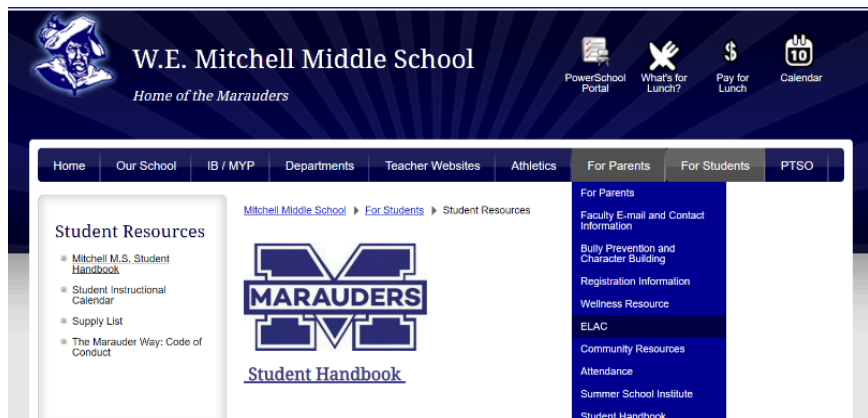 W.E. Mitchell Middle School
Home of the Marauders
PowerSchool
Portal
What's for
Lunch?
$
Pay for
Lunch
10
Calendar
Home
Our School
IB / MYP
Departments
Teacher Websites
Athletics
For Parents
For Students
PTSO
Student Resources
Mitchell M.S. Student
Handbook
Student Instructional
Calendar
Supply List
The Marauder Way: Code of
Conduct
Mitchell Middle School For Students Student Resources
M
MARAUDERS
Student Handbook
For Parents
Faculty E-mail and Contact
Information
Bully Prevention and
Character Building
Registration Information
Wellness Resource
ELAC
Community Resources
Attendance
Summer School Institute
Student Handbook